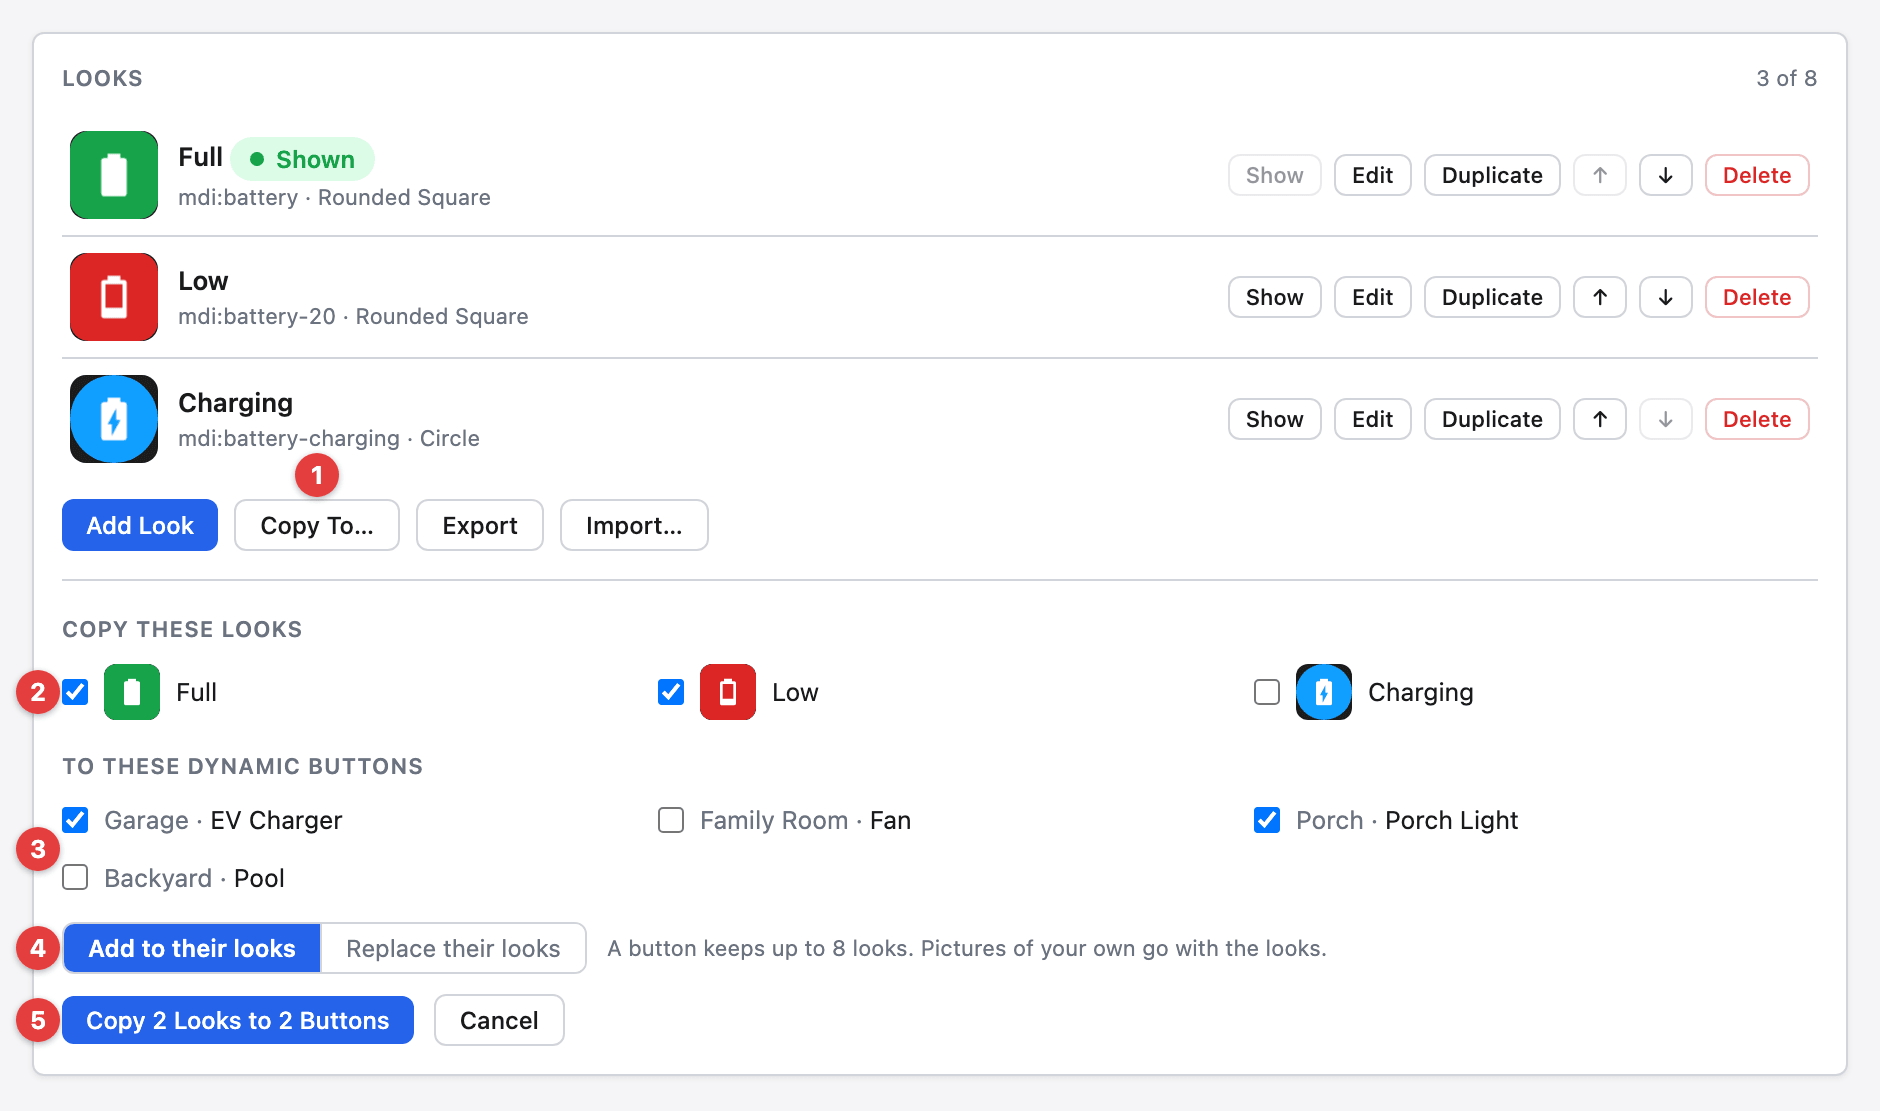 LOOKS 3 of 8
Full Shown
mdi:battery · Rounded Square
Show Edit Duplicate ↑ ↓ Delete
Low
mdi:battery-20 · Rounded Square
Show Edit Duplicate ↑ ↓ Delete
Charging
mdi:battery-charging · Circle
Show Edit Duplicate ↑ ↓ Delete
1
Add Look Copy To... Export Import...
COPY THESE LOOKS
2 Full Low Charging
TO THESE DYNAMIC BUTTONS
Garage · EV Charger Family Room · Fan Porch · Porch Light
3
Backyard · Pool
4 Add to their looks Replace their looks A button keeps up to 8 looks. Pictures of your own go with the looks.
5 Copy 2 Looks to 2 Buttons Cancel